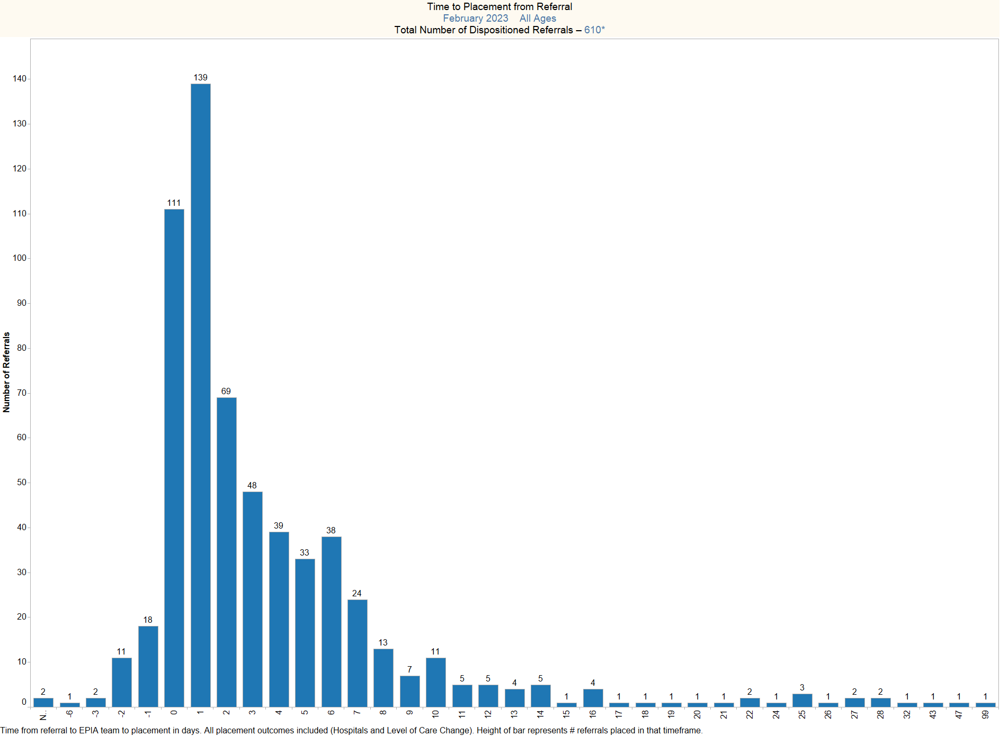 Time to Placement from Referral
February 2023 All Ages
Total Number of Dispositioned Referrals – 610*
Number of Referrals
140
130
120
110
100
90
80
70
60
50
40
30
20
10
0
2 1 2 11 18 111 139 69 48 39 33 38 24 13 7 11 5 5 4 5 1 4 1 1 1 1 1 2 1 3 1 2 2 1 1 1 1
N.. -6 -3 -2 -1 0 1 2 3 4 5 6 7 8 9 10 11 12 13 14 15 16 17 18 19 20 21 22 24 25 26 27 28 32 43 47 99
Time from referral to EPIA team to placement in days. All placement outcomes included (Hospitals and Level of Care Change). Height of bar represents # referrals placed in that timeframe.